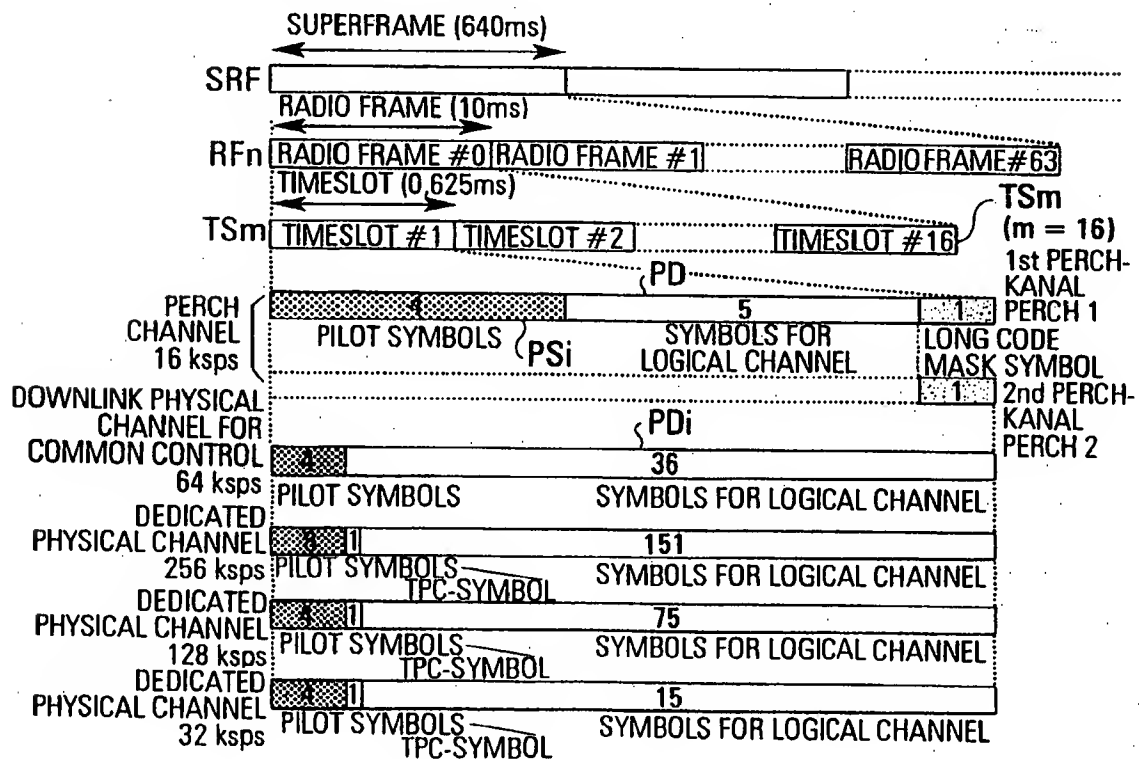 SUPERFRAME (640ms)
SRF
RADIO FRAME (10ms)
RFn RADIO FRAME #0 RADIO FRAME #1 RADIO FRAME #63
TIMESLOT (0,625ms)
TSm TIMESLOT #1 TIMESLOT #2 TIMESLOT #16
TSm
(m = 16)
1st PERCH-
KANAL
PERCH 1
PD
PERCH
CHANNEL
16 ksps
4 5 1
PILOT SYMBOLS
PSi
SYMBOLS FOR
LOGICAL CHANNEL
LONG CODE
MASK SYMBOL
1
2nd PERCH-
KANAL
PERCH 2
DOWNLINK PHYSICAL
CHANNEL FOR
COMMON CONTROL
64 ksps
PDi
4 36
PILOT SYMBOLS SYMBOLS FOR LOGICAL CHANNEL
DEDICATED
PHYSICAL CHANNEL
256 ksps
1 151
PILOT SYMBOLS SYMBOLS FOR LOGICAL CHANNEL
TPC-SYMBOL
DEDICATED
PHYSICAL CHANNEL
128 ksps
4 1 75
PILOT SYMBOLS SYMBOLS FOR LOGICAL CHANNEL
TPC-SYMBOL
DEDICATED
PHYSICAL CHANNEL
32 ksps
4 1 15
PILOT SYMBOLS SYMBOLS FOR LOGICAL CHANNEL
TPC-SYMBOL